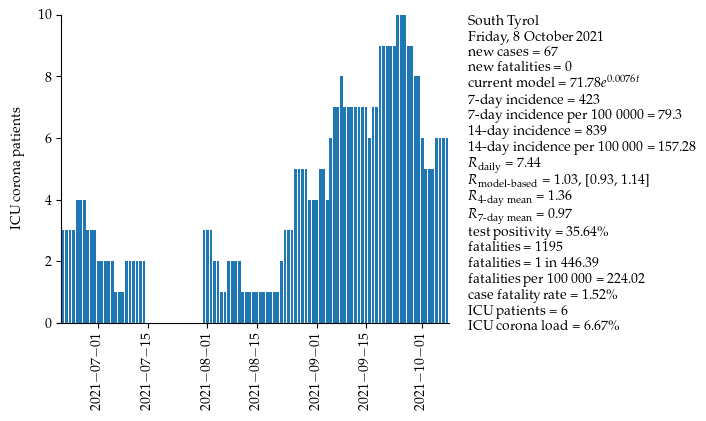 10
8
6
4
2
0
ICU corona patients
2021−07−01
2021−07−15
2021−08−01
2021−08−15
2021−09−01
2021−09−15
2021−10−01
South Tyrol
Friday, 8 October 2021
new cases = 67
new fatalities = 0
current model = 71.78e^0.0076t
7-day incidence = 423
7-day incidence per 100 0000 = 79.3
14-day incidence = 839
14-day incidence per 100 000 = 157.28
R_daily = 7.44
R_model-based = 1.03, [0.93, 1.14]
R_4-day mean = 1.36
R_7-day mean = 0.97
test positivity = 35.64%
fatalities = 1195
fatalities = 1 in 446.39
fatalities per 100 000 = 224.02
case fatality rate = 1.52%
ICU patients = 6
ICU corona load = 6.67%